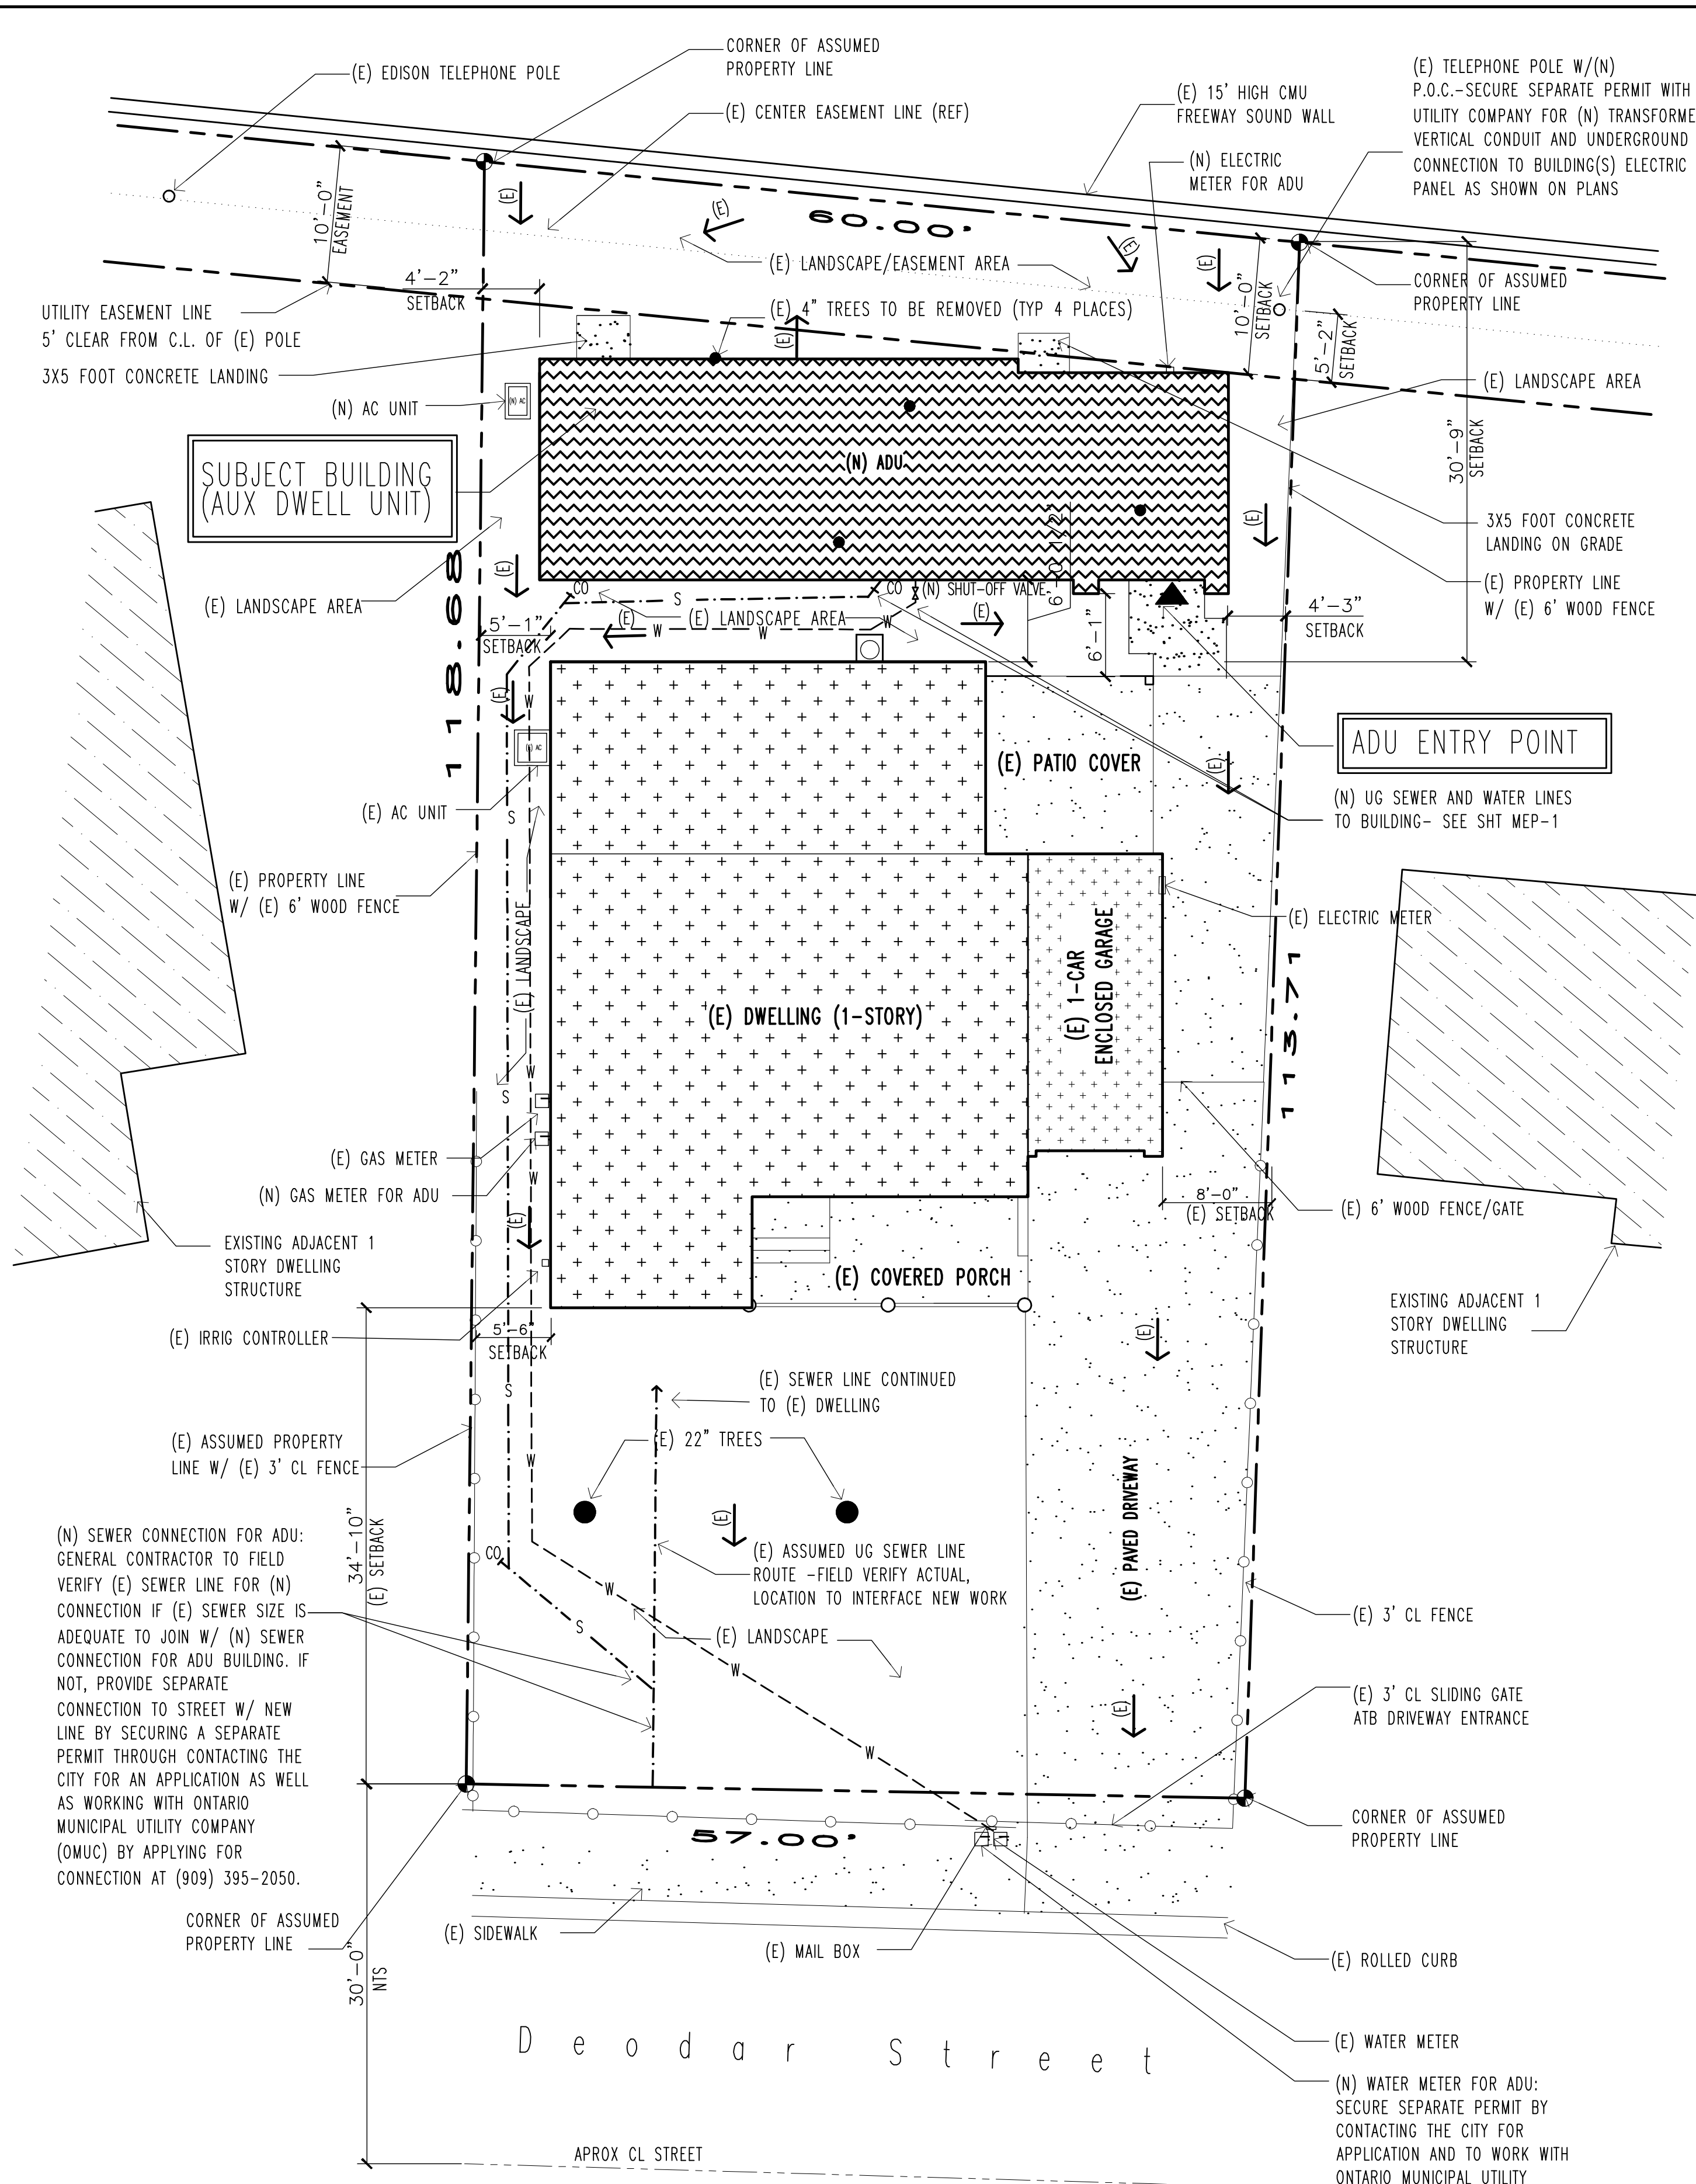 (E) EDISON TELEPHONE POLE
CORNER OF ASSUMED
PROPERTY LINE
(E) CENTER EASEMENT LINE (REF)
(E) 15' HIGH CMU
FREEWAY SOUND WALL
(N) ELECTRIC
METER FOR ADU
(E) TELEPHONE POLE W/(N)
P.O.C.-SECURE SEPARATE PERMIT WITH
UTILITY COMPANY FOR (N) TRANSFORME
VERTICAL CONDUIT AND UNDERGROUND
CONNECTION TO BUILDING(S) ELECTRIC
PANEL AS SHOWN ON PLANS
10'-0"
EASEMENT
(E)
(E)
60.00'
(E)
(E)
(E) LANDSCAPE/EASEMENT AREA
4'-2"
SETBACK
10'-0"
SETBACK
5'-2"
SETBACK
CORNER OF ASSUMED
PROPERTY LINE
UTILITY EASEMENT LINE
5' CLEAR FROM C.L. OF (E) POLE
3X5 FOOT CONCRETE LANDING
(E) 4" TREES TO BE REMOVED (TYP 4 PLACES)
(E)
(E) LANDSCAPE AREA
(N) AC UNIT
(N) AC
30'-9"
SETBACK
SUBJECT BUILDING
(AUX DWELL UNIT)
(N) ADU
(E)
3X5 FOOT CONCRETE
LANDING ON GRADE
(E) PROPERTY LINE
W/ (E) 6' WOOD FENCE
118.68
(E)
6'-0 1/2"
(E) LANDSCAPE AREA
CO
S
CO
(N) SHUT-OFF VALVE
(E) LANDSCAPE AREA
(E)
(E)
W
W
W
5'-1"
SETBACK
6'-1"
4'-3"
SETBACK
(E)
W
(E) AC
(E) PATIO COVER
(E)
ADU ENTRY POINT
(E) AC UNIT
S
(N) UG SEWER AND WATER LINES
TO BUILDING- SEE SHT MEP-1
(E) PROPERTY LINE
W/ (E) 6' WOOD FENCE
(E) LANDSCAPE
(E) ELECTRIC METER
(E) 1-CAR
ENCLOSED GARAGE
(E) DWELLING (1-STORY)
113.71
W
S
(E) GAS METER
W
(N) GAS METER FOR ADU
(E)
8'-0"
(E) SETBACK
(E) 6' WOOD FENCE/GATE
EXISTING ADJACENT 1
STORY DWELLING
STRUCTURE
(E) COVERED PORCH
EXISTING ADJACENT 1
STORY DWELLING
STRUCTURE
(E) IRRIG CONTROLLER
5'-6"
SETBACK
(E)
S
(E) SEWER LINE CONTINUED
TO (E) DWELLING
(E) ASSUMED PROPERTY
LINE W/ (E) 3' CL FENCE
(E) 22" TREES
W
(E) PAVED DRIVEWAY
34'-10"
(E) SETBACK
(E)
CO
(E) ASSUMED UG SEWER LINE
ROUTE -FIELD VERIFY ACTUAL,
LOCATION TO INTERFACE NEW WORK
(N) SEWER CONNECTION FOR ADU:
GENERAL CONTRACTOR TO FIELD
VERIFY (E) SEWER LINE FOR (N)
CONNECTION IF (E) SEWER SIZE IS
ADEQUATE TO JOIN W/ (N) SEWER
CONNECTION FOR ADU BUILDING. IF
NOT, PROVIDE SEPARATE
CONNECTION TO STREET W/ NEW
LINE BY SECURING A SEPARATE
PERMIT THROUGH CONTACTING THE
CITY FOR AN APPLICATION AS WELL
AS WORKING WITH ONTARIO
MUNICIPAL UTILITY COMPANY
(OMUC) BY APPLYING FOR
CONNECTION AT (909) 395-2050.
W
S
(E) LANDSCAPE
W
W
(E) 3' CL FENCE
(E)
(E) 3' CL SLIDING GATE
ATB DRIVEWAY ENTRANCE
57.00'
CORNER OF ASSUMED
PROPERTY LINE
CORNER OF ASSUMED
PROPERTY LINE
(E) SIDEWALK
(E) MAIL BOX
(E) ROLLED CURB
30'-0"
NTS
Deodar Street
(E) WATER METER
(N) WATER METER FOR ADU:
SECURE SEPARATE PERMIT BY
CONTACTING THE CITY FOR
APPLICATION AND TO WORK WITH
ONTARIO MUNICIPAL UTILITY
APROX CL STREET